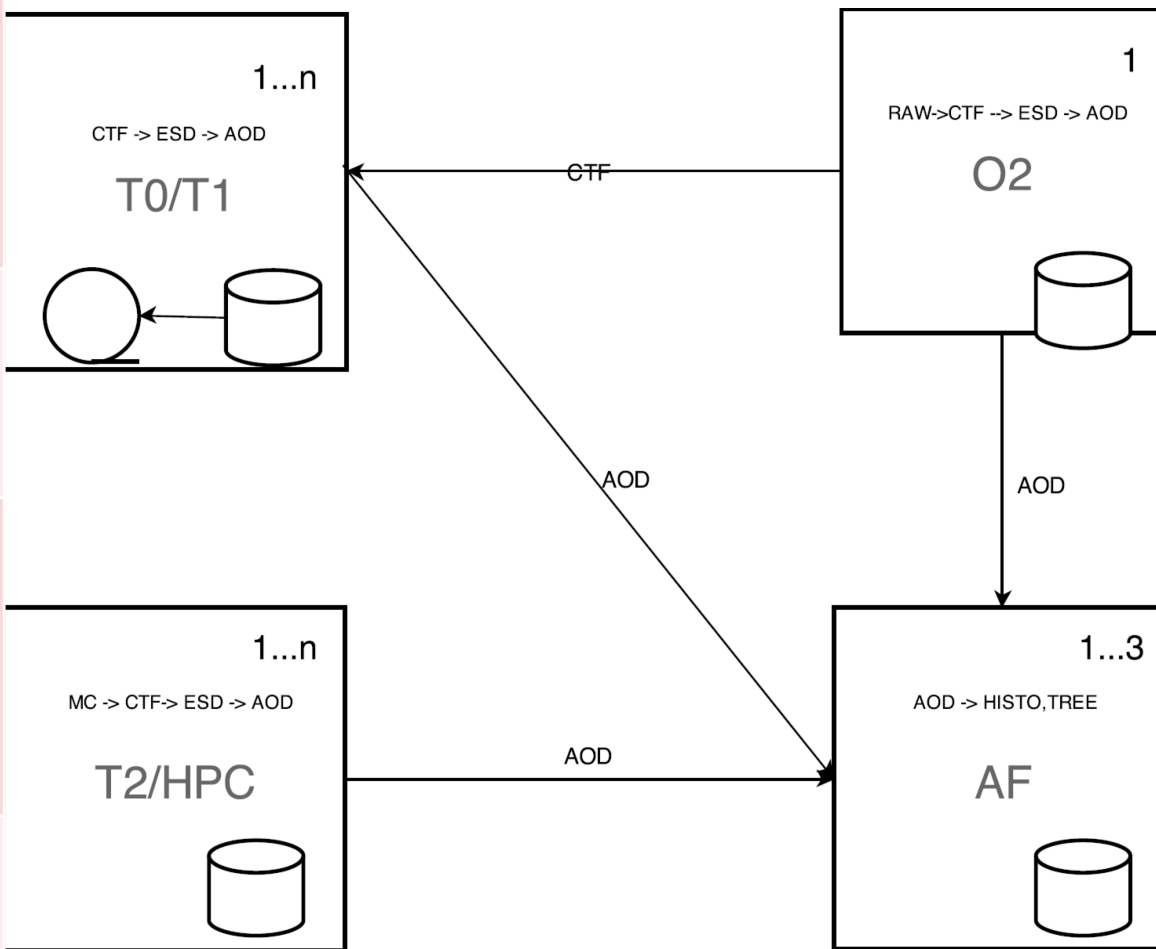 1...n
CTF -> ESD -> AOD
T0/T1
1
RAW->CTF --> ESD -> AOD
O2
CTF
AOD
AOD
1...n
MC -> CTF-> ESD -> AOD
T2/HPC
AOD
1...3
AOD -> HISTO,TREE
AF